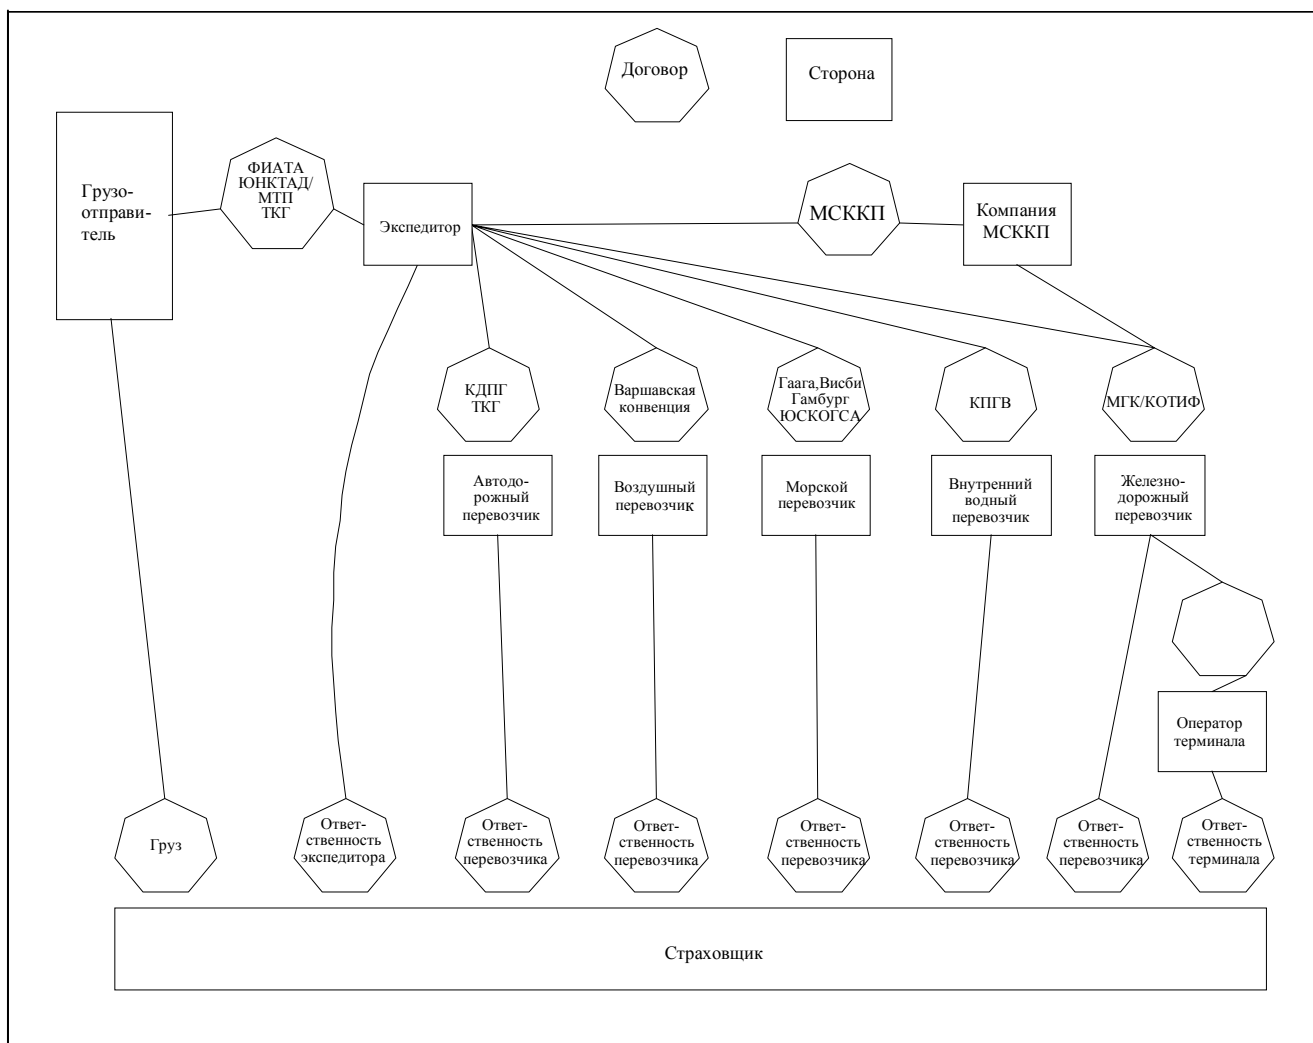 Договор
Сторона
Грузо-
отправи-
тель
ФИАТА
ЮНКТАД/
МТП
ТКГ
Экспедитор
МСККП
Компания
МСККП
КДПГ
ТКГ
Варшавская
конвенция
Гаага,Висби
Гамбург
ЮСКОГСА
КПГВ
МГК/КОТИФ
Автодо-
рожный
перевозчик
Воздушный
перевозчик
Морской
перевозчик
Внутренний
водный
перевозчик
Железно-
дорожный
перевозчик
Оператор
терминала
Груз
Ответ-
ственность
экспедитора
Ответ-
ственность
перевозчика
Ответ-
ственность
перевозчика
Ответ-
ственность
перевозчика
Ответ-
ственность
перевозчика
Ответ-
ственность
перевозчика
Ответ-
ственность
терминала
Страховщик